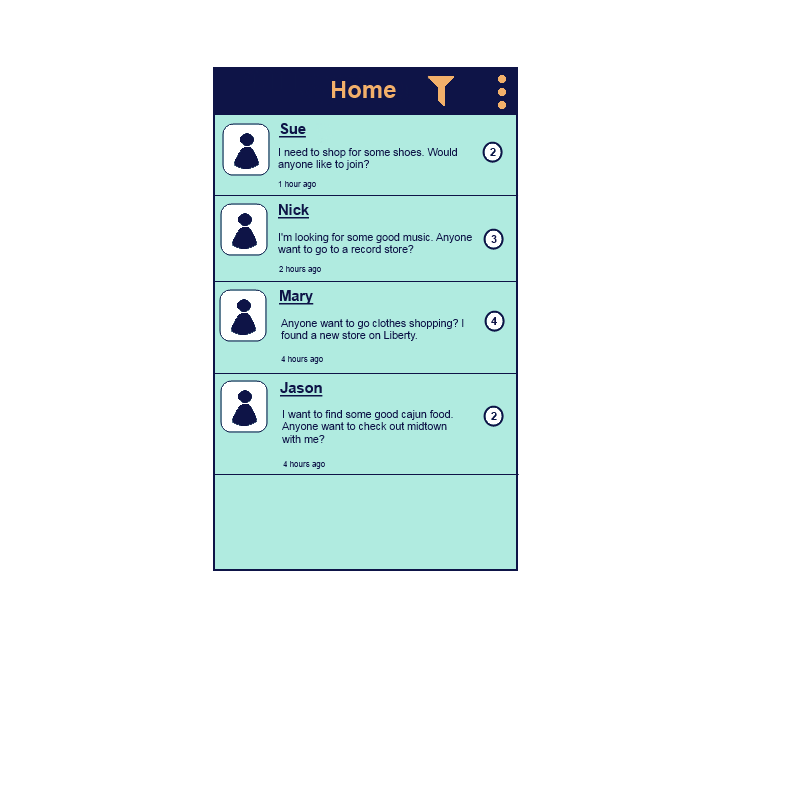 Home
Sue
I need to shop for some shoes. Would
anyone like to join?
2
1 hour ago
Nick
I'm looking for some good music. Anyone
want to go to a record store?
3
2 hours ago
Mary
Anyone want to go clothes shopping? I
found a new store on Liberty.
4
4 hours ago
Jason
I want to find some good cajun food.
Anyone want to check out midtown
with me?
2
4 hours ago